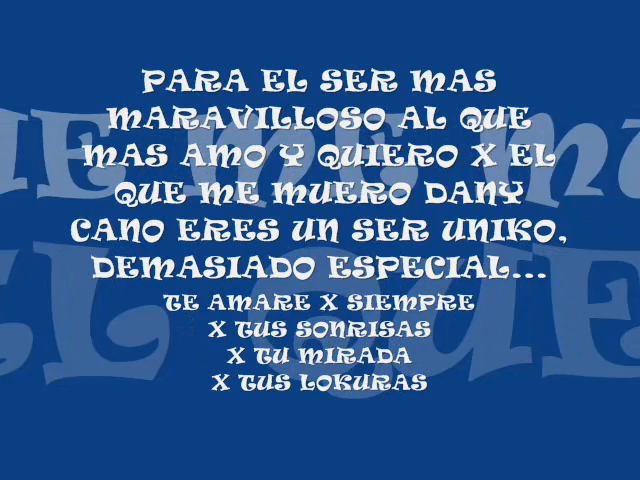 PARA EL SER MAS
MARAVILLOSO AL QUE
MAS AMO Y QUIERO X EL
QUE ME MUERO DANY
CANO ERES UN SER UNIKO,
DEMASIADO ESPECIAL...
TE AMARE X SIEMPRE
X TUS SONRISAS
X TU MIRADA
X TUS LOKURAS